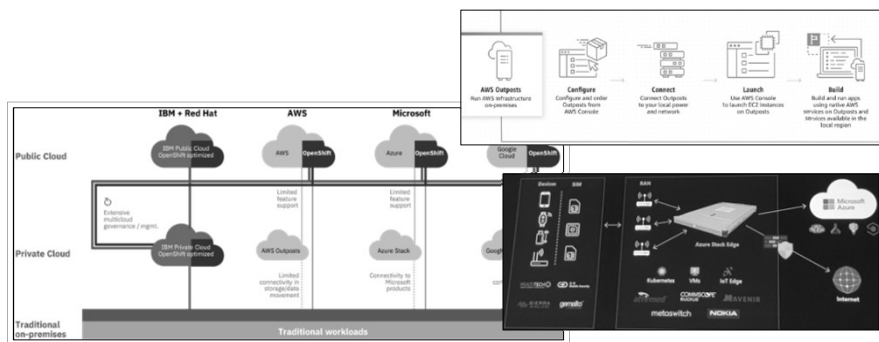 AWS Outposts
Run AWS infrastructure
on-premises
Configure
Configure and order
Outposts from
AWS Console
Connect
Connect Outposts
to your local power
and network
Launch
Use AWS Console
to launch EC2 instances
on Outposts
Build
Build and run apps
using native AWS
services on Outposts and
services available in the
local region
IBM + Red Hat
AWS
Microsoft
Public Cloud
IBM Public Cloud
OpenShift optimized
AWS
OpenShift
Azure
OpenShift
Google
Cloud
OpenShift
Extensive
multicloud
governance / mgmt.
Limited
feature
support
Limited
feature
support
Private Cloud
IBM Private Cloud
OpenShift optimized
AWS Outposts
Azure Stack
Limited
connectivity in
storage/data
movement
Connectivity to
Microsoft
products
Traditional
on-premises
Traditional workloads
Devices
SIM
RAN
Azure Stack Edge
Microsoft
Azure
Internet
Kubernetes
VMs
IoT Edge
MULTITECH
SIERRA
gemalto
affirmed
COMMSCOPE
RUCKUS
MAVENIR
metaswitch
NOKIA